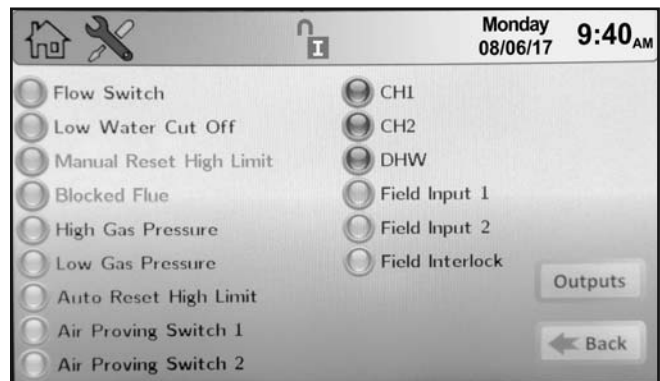 I
Monday
08/06/17
9:40AM
Flow Switch
Low Water Cut Off
Manual Reset High Limit
Blocked Flue
High Gas Pressure
Low Gas Pressure
Auto Reset High Limit
Air Proving Switch 1
Air Proving Switch 2
CH1
CH2
DHW
Field Input 1
Field Input 2
Field Interlock
Outputs
Back